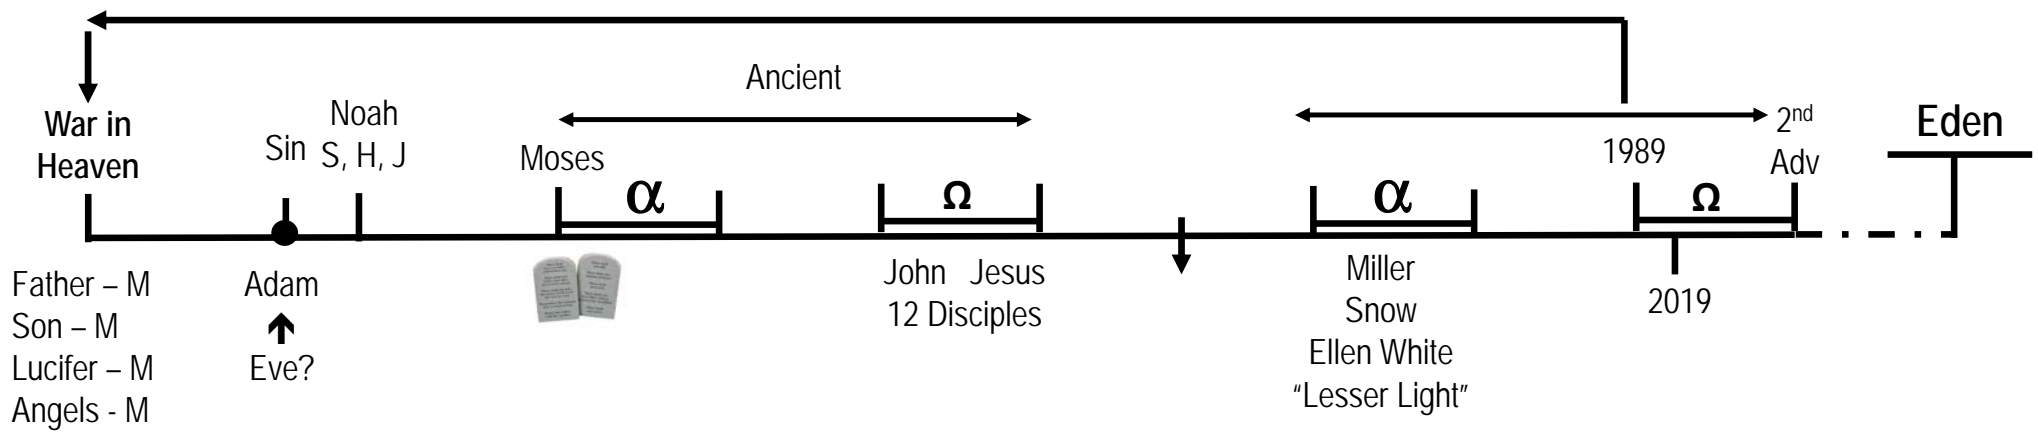 Ancient
War in
Heaven
Sin
Noah
S, H, J
Moses
α
Ω
α
1989
Ω
2nd
Adv
Eden
Father – M
Son – M
Lucifer – M
Angels - M
Adam
Eve?
John Jesus
12 Disciples
Miller
Snow
Ellen White
“Lesser Light”
2019